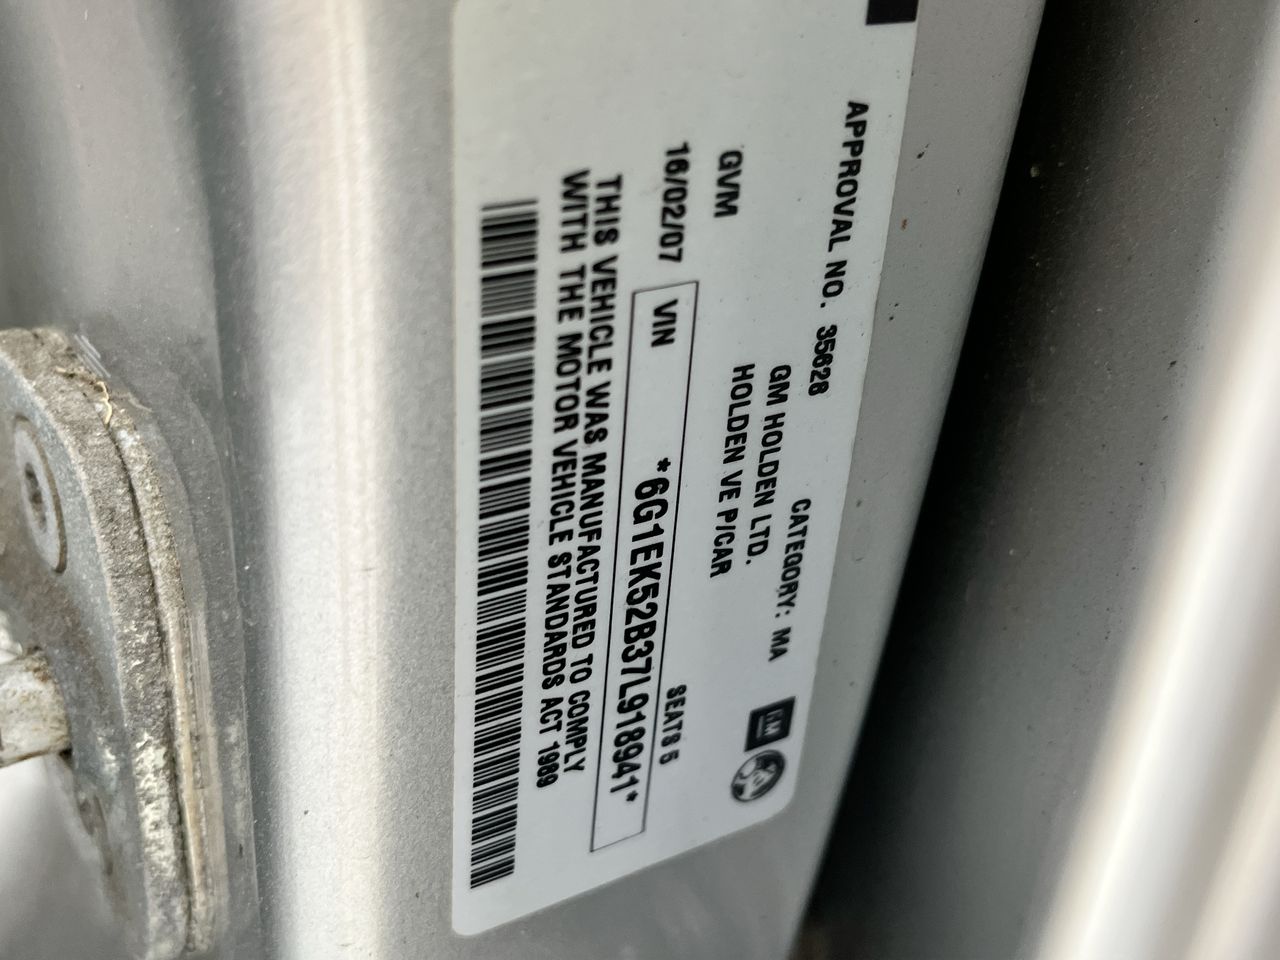 APPROVAL NO. 35628
CATEGORY: MA
GM
GM HOLDEN LTD.
HOLDEN VE P/CAR
GVM
SEATS 5
16/02/07
VIN *6G1EK52B37L918941*
THIS VEHICLE WAS MANUFACTURED TO COMPLY
WITH THE MOTOR VEHICLE STANDARDS ACT 1989